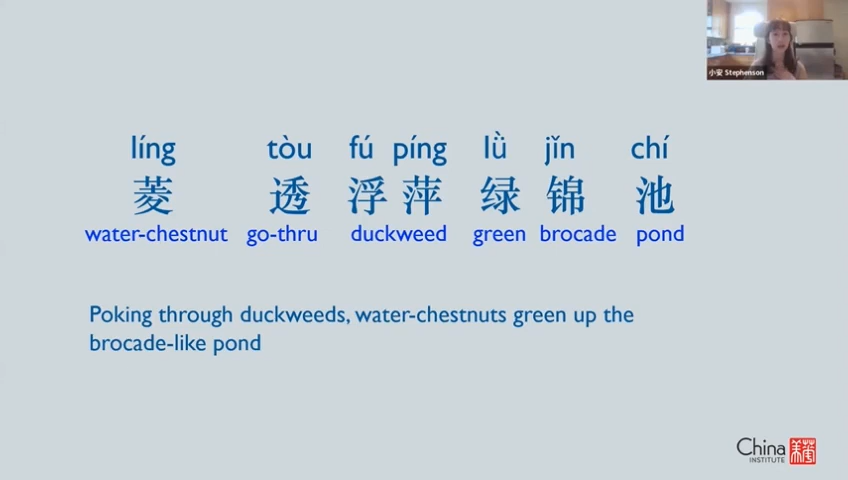 小安 Stephenson
líng tòu fú píng lǜ jǐn chí
菱 透 浮 萍 绿 锦 池
water-chestnut go-thru duckweed green brocade pond
Poking through duckweeds, water-chestnuts green up the
brocade-like pond
China
INSTITUTE